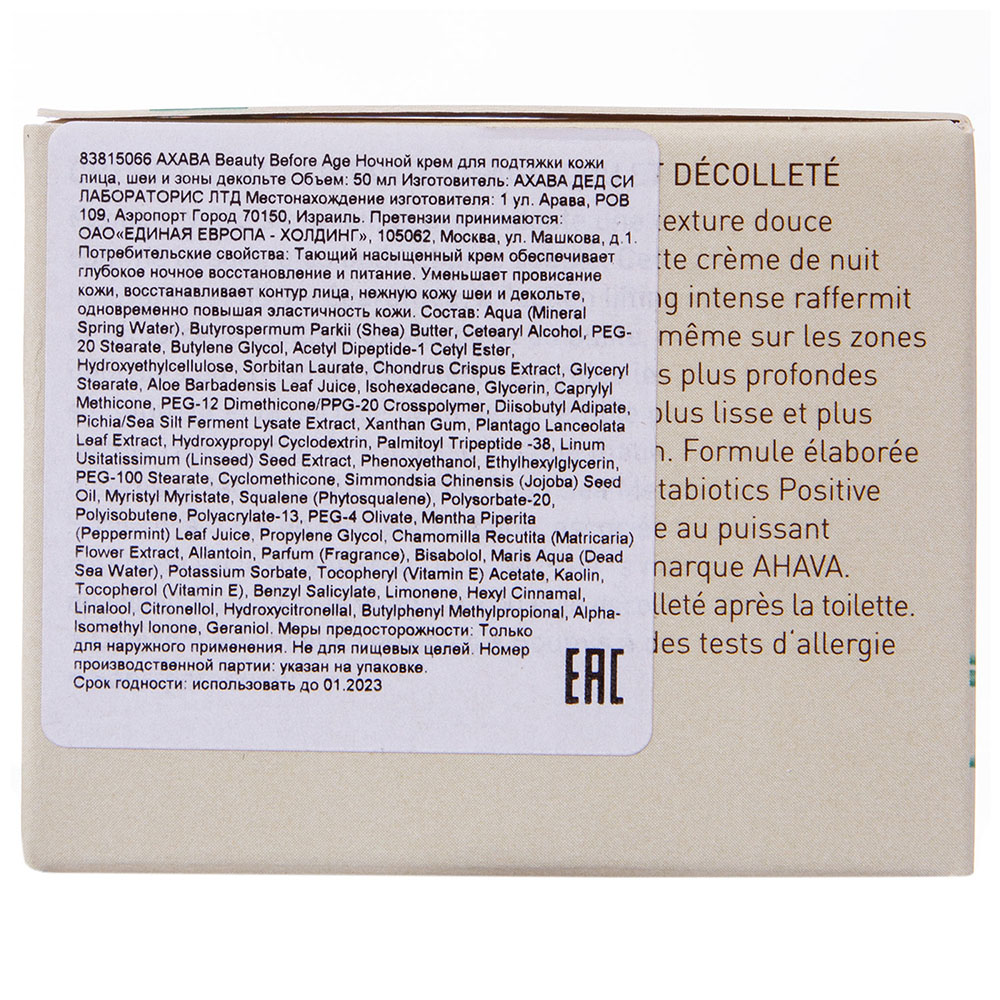 83815066 АХАВА Beauty Before Age Ночной крем для подтяжки кожи
лица, шеи и зоны декольте Объем: 50 мл Изготовитель: АХАВА ДЕД СИ
ЛАБОРАТОРИС ЛТД Местонахождение изготовителя: 1 ул. Арава, РОВ
109, Аэропорт Город 70150, Израиль. Претензии принимаются:
ОАО«ЕДИНАЯ ЕВРОПА - ХОЛДИНГ», 105062, Москва, ул. Машкова, д.1.
Потребительские свойства: Тающий насыщенный крем обеспечивает
глубокое ночное восстановление и питание. Уменьшает провисание
кожи, восстанавливает контур лица, нежную кожу шеи и декольте,
одновременно повышая эластичность кожи. Состав: Aqua (Mineral
Spring Water), Butyrospermum Parkii (Shea) Butter, Cetearyl Alcohol, PEG-
20 Stearate, Butylene Glycol, Acetyl Dipeptide-1 Cetyl Ester,
Hydroxyethylcellulose, Sorbitan Laurate, Chondrus Crispus Extract, Glyceryl
Stearate, Aloe Barbadensis Leaf Juice, Isohexadecane, Glycerin, Caprylyl
Methicone, PEG-12 Dimethicone/PPG-20 Crosspolymer, Diisobutyl Adipate,
Pichia/Sea Silt Ferment Lysate Extract, Xanthan Gum, Plantago Lanceolata
Leaf Extract, Hydroxypropyl Cyclodextrin, Palmitoyl Tripeptide -38, Linum
Usitatissimum (Linseed) Seed Extract, Phenoxyethanol, Ethylhexylglycerin,
PEG-100 Stearate, Cyclomethicone, Simmondsia Chinensis (Jojoba) Seed
Oil, Myristyl Myristate, Squalene (Phytosqualene), Polysorbate-20,
Polyisobutene, Polyacrylate-13, PEG-4 Olivate, Mentha Piperita
(Peppermint) Leaf Juice, Propylene Glycol, Chamomilla Recutita (Matricaria)
Flower Extract, Allantoin, Parfum (Fragrance), Bisabolol, Maris Aqua (Dead
Sea Water), Potassium Sorbate, Tocopheryl (Vitamin E) Acetate, Kaolin,
Tocopherol (Vitamin E), Benzyl Salicylate, Limonene, Hexyl Cinnamal,
Linalool, Citronellol, Hydroxycitronellal, Butylphenyl Methylpropional, Alpha-
Isomethyl Ionone, Geraniol. Меры предосторожности: Только
для наружного применения. Не для пищевых целей. Номер
производственной партии: указан на упаковке.
Срок годности: использовать до 01.2023
EAC
T DÉCOLLETÉ
texture douce
crème de nuit
intense raffermit
même sur les zones
plus profondes
plus lisse et plus
Formule élaborée
Positive
au puissant
marque AHAVA.
après la toilette.
des tests d'allergie